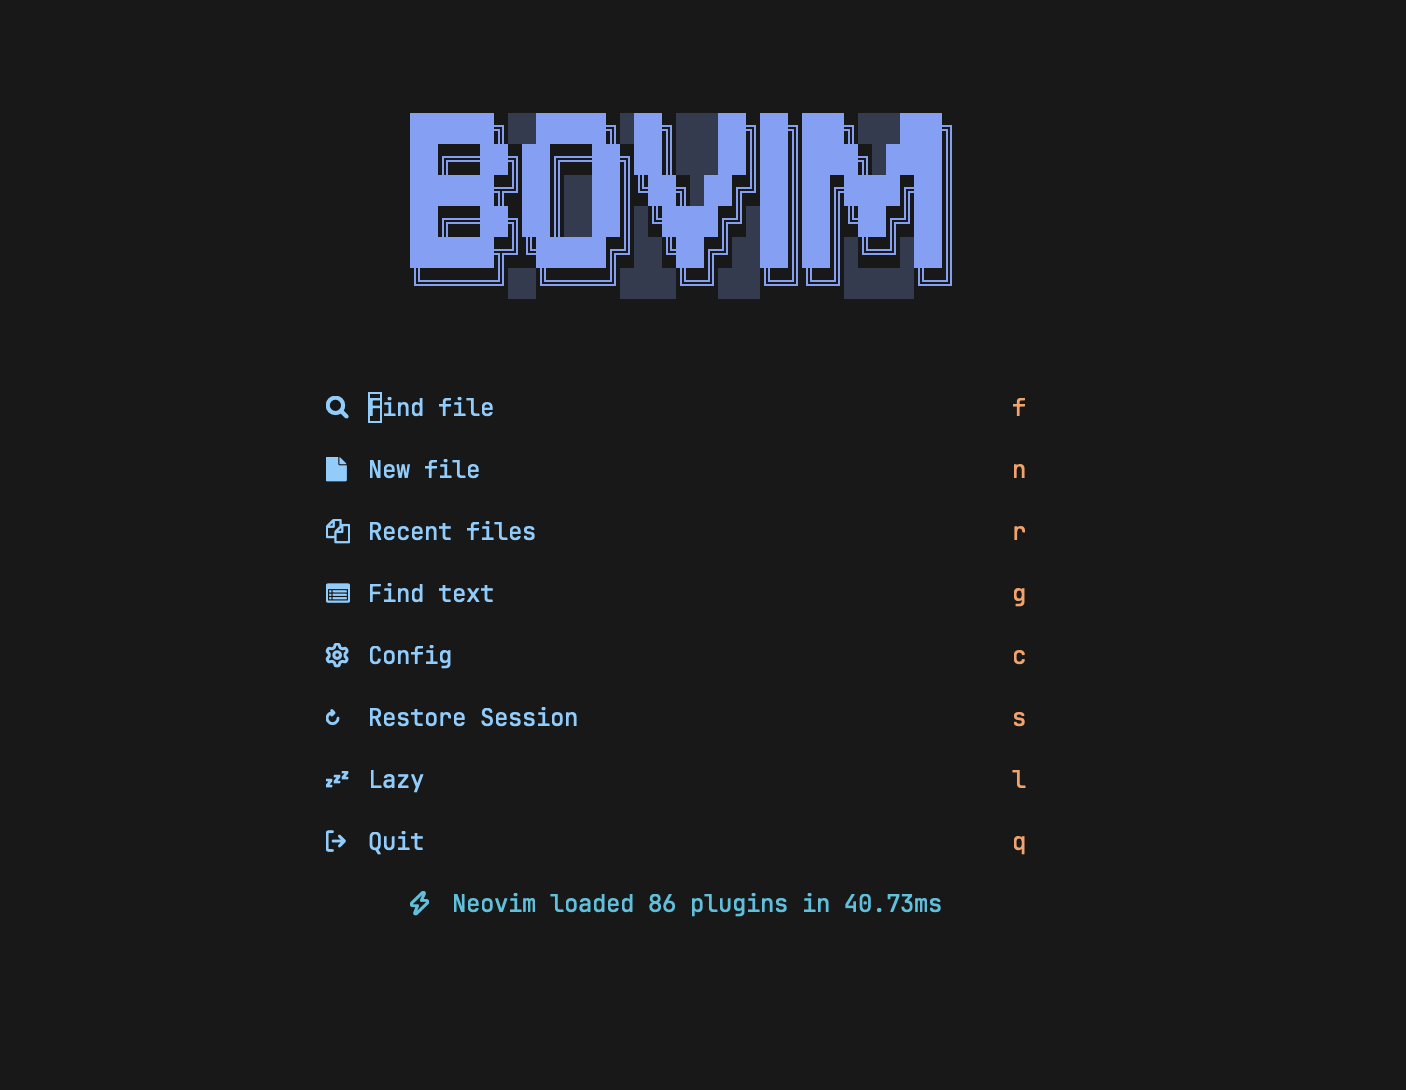 BOVIM
Find file f
New file n
Recent files r
Find text g
Config c
Restore Session s
Lazy l
Quit q
Neovim loaded 86 plugins in 40.73ms